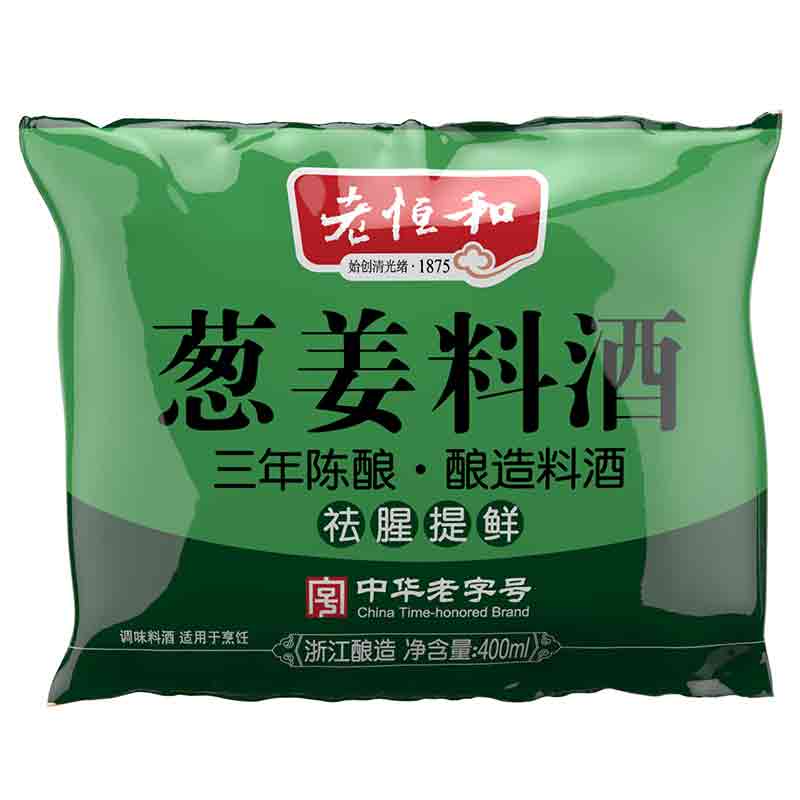 老恒和
始创清光绪·1875
葱姜料酒
三年陈酿·酿造料酒
祛腥提鲜
字号
中华老字号
China Time-honored Brand
调味料酒 适用于烹饪
浙江酿造 净含量:400ml